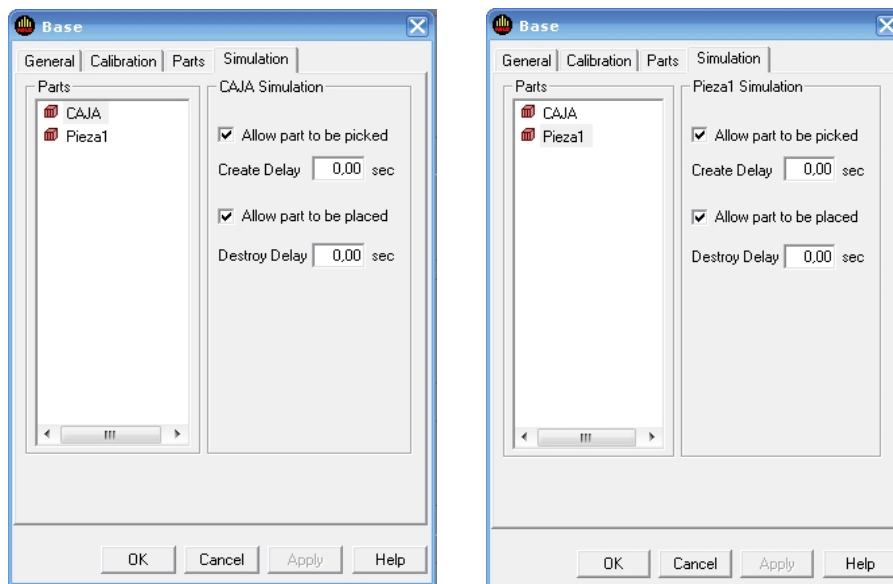 Base
General Calibration Parts Simulation
Parts
CAJA
Pieza1
CAJA Simulation
Allow part to be picked
Create Delay 0,00 sec
Allow part to be placed
Destroy Delay 0,00 sec
OK Cancel Apply Help
Base
General Calibration Parts Simulation
Parts
CAJA
Pieza1
Pieza1 Simulation
Allow part to be picked
Create Delay 0,00 sec
Allow part to be placed
Destroy Delay 0,00 sec
OK Cancel Apply Help